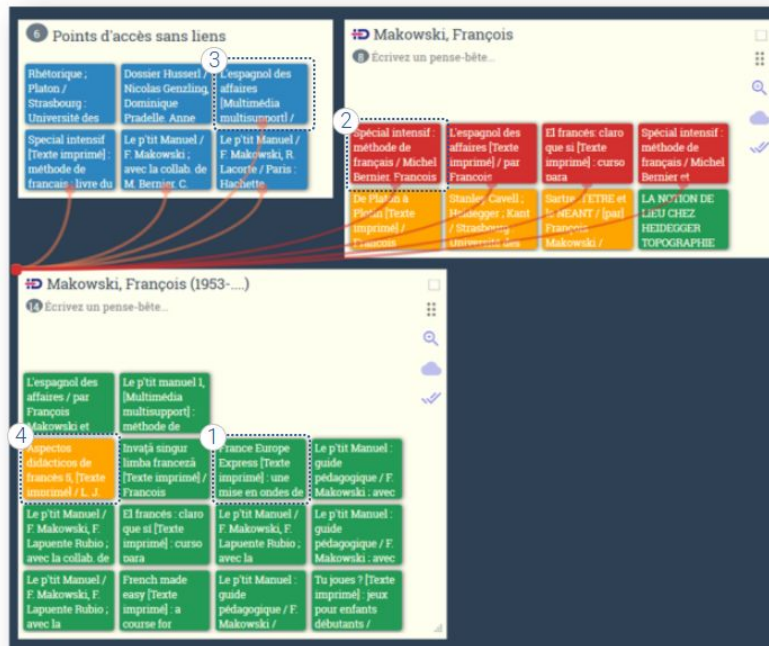 6 Points d'accès sans liens
3
Rhétorique ;
Platon /
Strasbourg :
Université des
Dossier Husserl /
Nicolas Genzling,
Dominique
Pradelle, Anne
L'espagnol des
affaires
[Multimédia
multisupport] /
Special intensif
[Texte imprimé] :
méthode de
français : livre du
Le p'tit Manuel /
F. Makowski ;
avec la collab. de
M. Bernier, C.
Le p'tit Manuel /
F. Makowski, R.
Lacorte / Paris :
Hachette
ID Makowski, François
8 Écrivez un pense-bête...
2
Spécial intensif :
méthode de
français / Michel
Bernier, François
L'espagnol des
affaires [Texte
imprimé] / par
François
El francés: claro
que si [Texte
imprimé] : curso
para
Spécial intensif :
méthode de
français / Michel
Bernier et
De Platon à
Plotin [Texte
imprimé] /
François
Stanley Cavell ;
Heidegger ; Kant
/ Strasbourg
Université des
Sartre, l'ETRE et
le NEANT / [par]
François
Makowski /
LA NOTION DE
LIEU CHEZ
HEIDEGGER
TOPOGRAPHIE
ID Makowski, François (1953-....)
14 Écrivez un pense-bête...
L'espagnol des
affaires / par
François
Makowski et
Le p'tit manuel 1,
[Multimédia
multisupport] :
méthode de
4
Aspectos
didácticos de
francés 5, [Texte
imprimé] / L. J.
Invaţă singur
limba franceză
[Texte imprimé] /
Francois
1
France Europe
Express [Texte
imprimé] : une
mise en ondes de
Le p'tit Manuel :
guide
pédagogique / F.
Makowski ; avec
Le p'tit Manuel /
F. Makowski, F.
Lapuente Rubio ;
avec la collab. de
El francés : claro
que sí [Texte
imprimé] : curso
para
Le p'tit Manuel /
F. Makowski, F.
Lapuente Rubio ;
avec la
Le p'tit Manuel :
guide
pédagogique / F.
Makowski ; avec
Le p'tit Manuel /
F. Makowski, F.
Lapuente Rubio ;
avec la
French made
easy [Texte
imprimé] : a
course for
Le p'tit Manuel :
guide
pédagogique / F.
Makowski /
Tu joues ? [Texte
imprimé] : jeux
pour enfants
débutants /